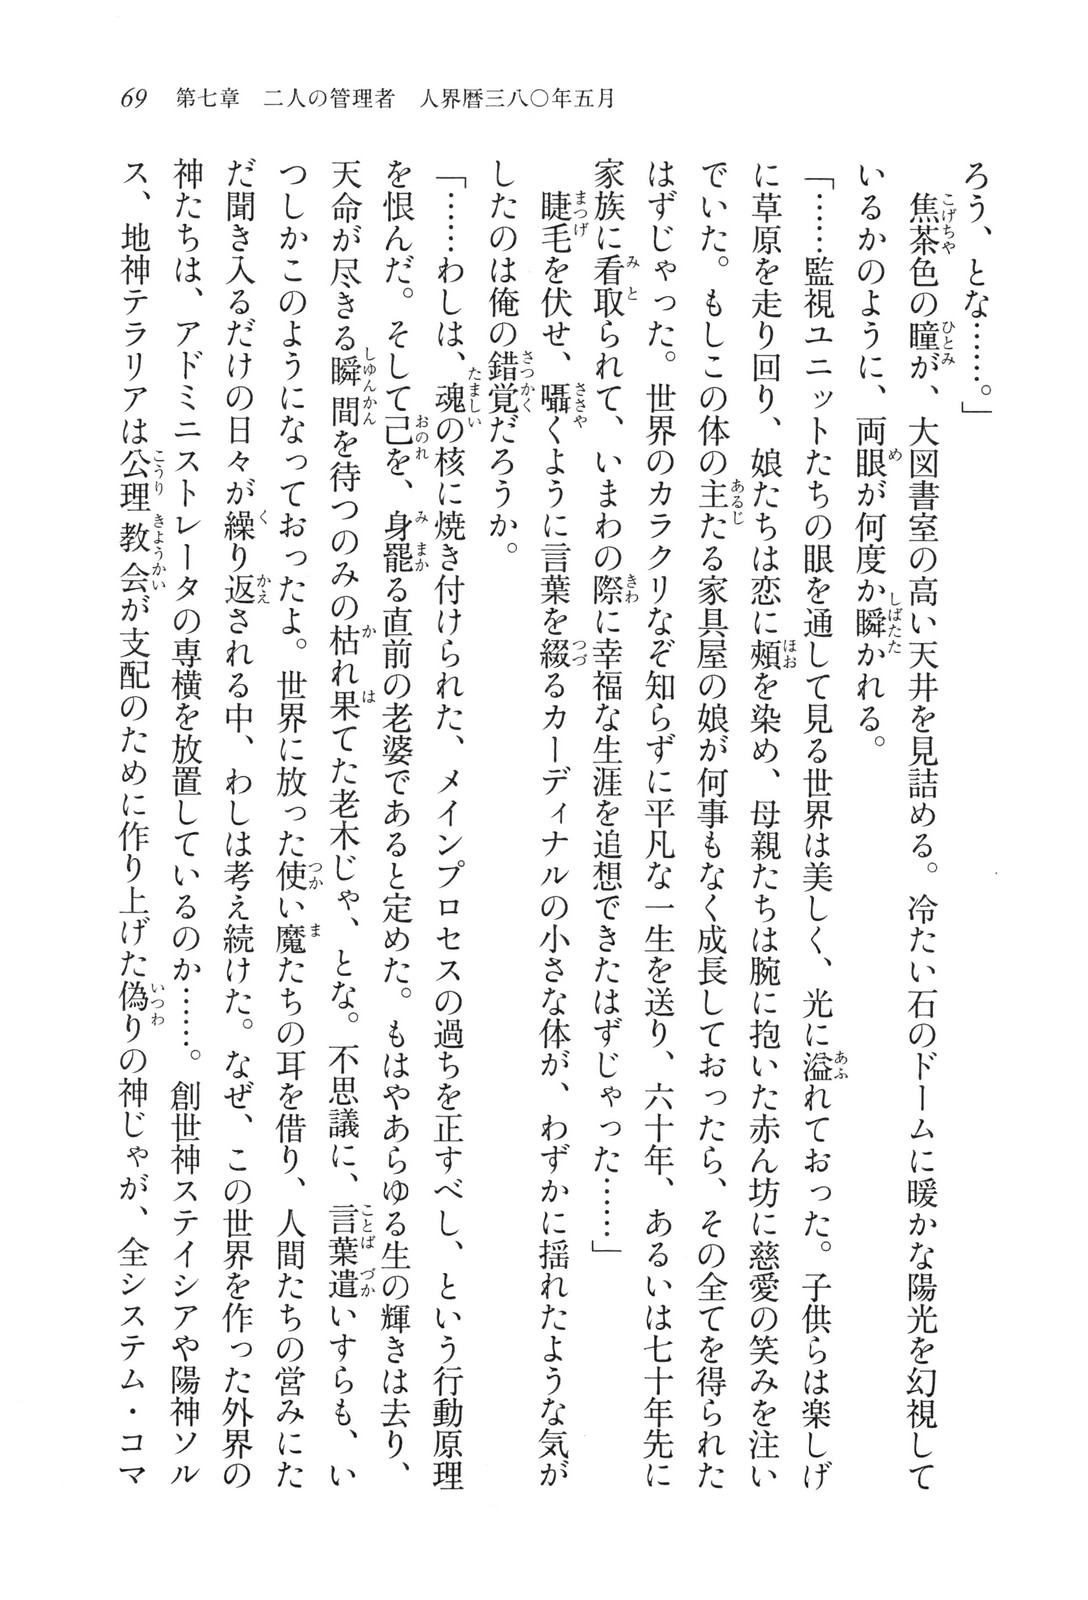 69　第七章　二人の管理者　人界暦三八〇年五月
ろう、とな……。」
　焦茶色の瞳が、大図書室の高い天井を見詰める。冷たい石のドームに暖かな陽光を幻視して
いるかのように、両眼が何度か瞬かれる。
「……監視ユニットたちの眼を通して見る世界は美しく、光に溢れておった。子供らは楽しげ
に草原を走り回り、娘たちは恋に頬を染め、母親たちは腕に抱いた赤ん坊に慈愛の笑みを注い
でいた。もしこの体の主たる家具屋の娘が何事もなく成長しておったら、その全てを得られた
はずじゃった。世界のカラクリなぞ知らずに平凡な一生を送り、六十年、あるいは七十年先に
家族に看取られて、いまわの際に幸福な生涯を追想できたはずじゃった……」
　睫毛を伏せ、囁くように言葉を綴るカーディナルの小さな体が、わずかに揺れたような気が
したのは俺の錯覚だろうか。
「……わしは、魂の核に焼き付けられた、メインプロセスの過ちを正すべし、という行動原理
を恨んだ。そして己を、身罷る直前の老婆であると定めた。もはやあらゆる生の輝きは去り、
天命が尽きる瞬間を待つのみの枯れ果てた老木じゃ、とな。不思議に、言葉遣いすらも、い
つしかこのようになっておったよ。世界に放った使い魔たちの耳を借り、人間たちの営みにた
だ聞き入るだけの日々が繰り返される中、わしは考え続けた。なぜ、この世界を作った外界の
神たちは、アドミニストレータの専横を放置しているのか……。創世神ステイシアや陽神ソル
ス、地神テラリアは公理教会が支配のために作り上げた偽りの神じゃが、全システム・コマ